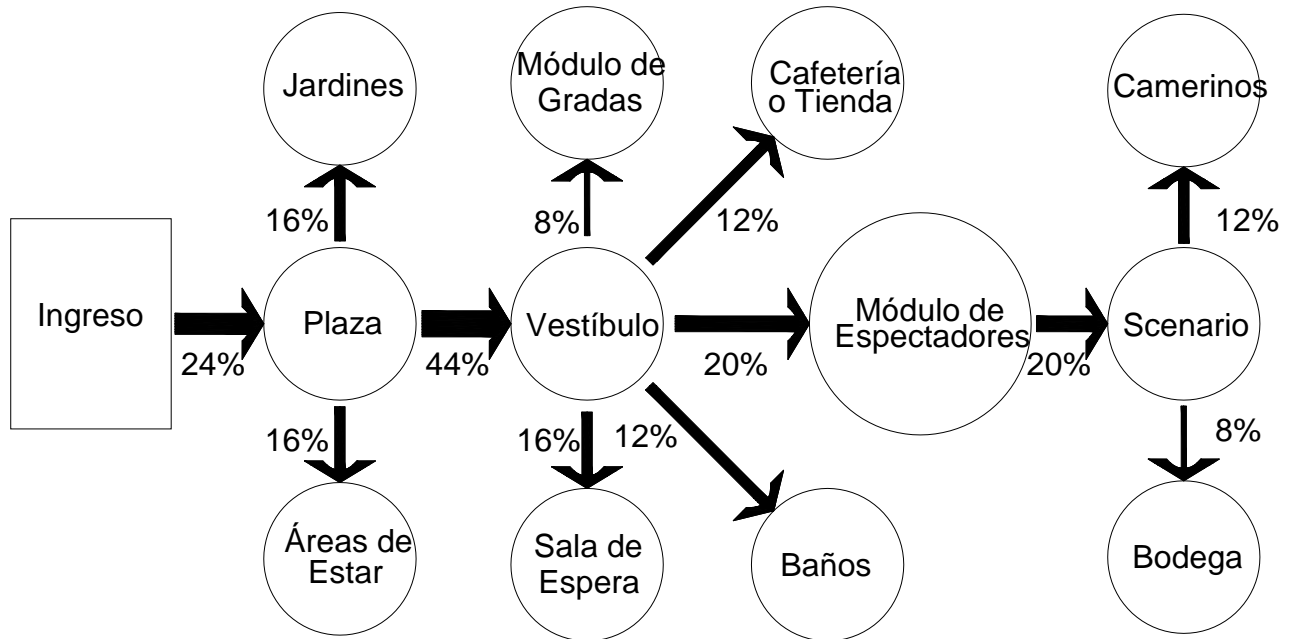 Jardines
Módulo de
Gradas
Cafetería
o Tienda
Camerinos
16%
8%
12%
12%
Ingreso
Plaza
Vestíbulo
Módulo de
Espectadores
Scenario
24%
44%
20%
20%
16%
16%
12%
8%
Áreas de
Estar
Sala de
Espera
Baños
Bodega